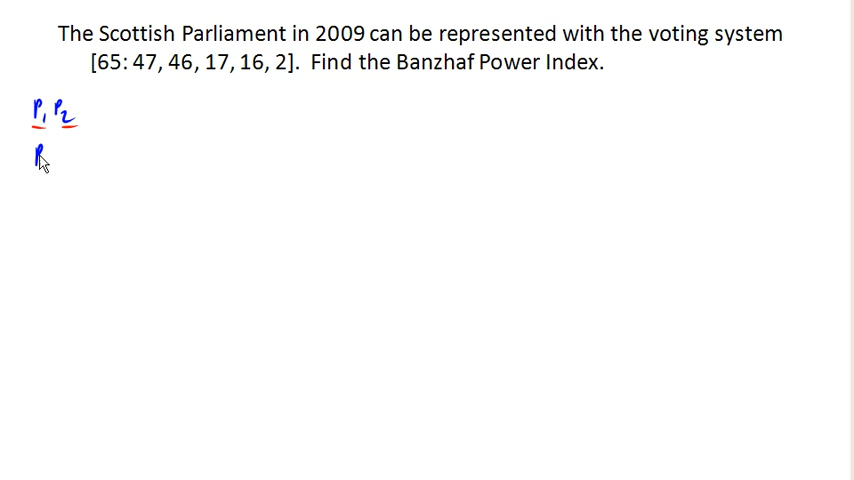 The Scottish Parliament in 2009 can be represented with the voting system
[65: 47, 46, 17, 16, 2]. Find the Banzhaf Power Index.
P₁ P₂
P